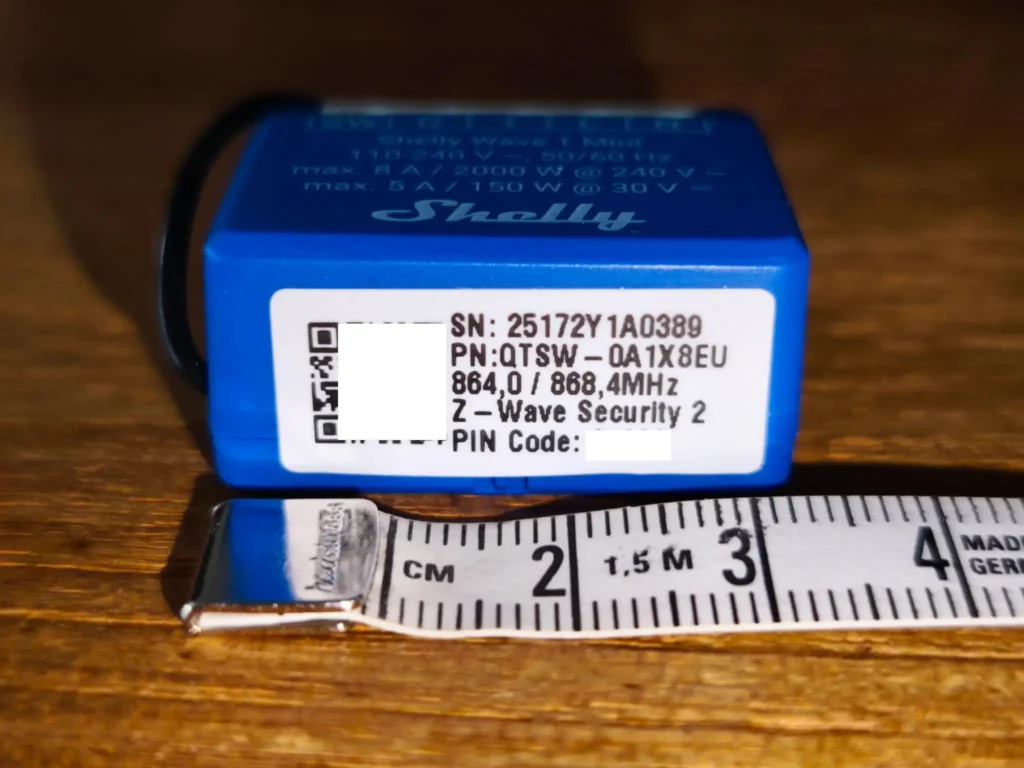 SW O I L N
Shelly Wave 1 Mini
110-240 V ~, 50/60 Hz
max. 8 A / 2000 W @ 240 V ~
max. 5 A / 150 W @ 30 V ⎓
Shelly
SN: 25172Y1A0389
PN:QTSW-0A1X8EU
864,0 / 868,4MHz
Z-Wave Security 2
PIN Code:
CM 2 1,5 M 3 4
MADE
GER